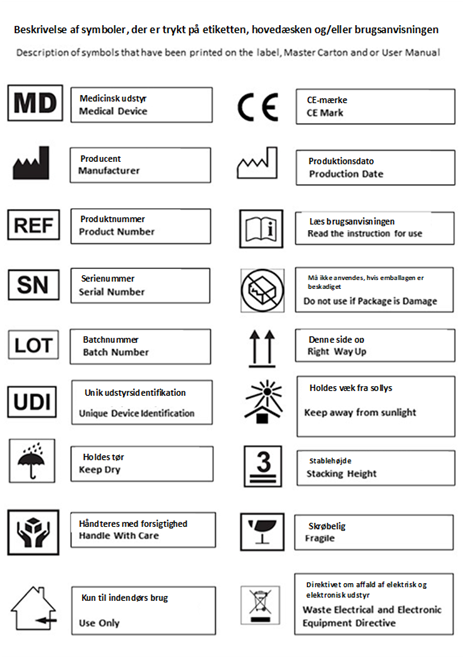 Beskrivelse af symboler, der er trykt på etiketten, hovedæsken og/eller brugsanvisningen
Description of symbols that have been printed on the label, Master Carton and or User Manual
MD
Medicinsk udstyr
Medical Device
CE
CE-mærke
CE Mark
Producent
Manufacturer
Produktionsdato
Production Date
REF
Produktnummer
Product Number
i
Læs brugsanvisningen
Read the instruction for use
SN
Serienummer
Serial Number
Må ikke anvendes, hvis emballagen er
beskadiget
Do not use if Package is Damage
LOT
Batchnummer
Batch Number
Denne side oo
Right Way Up
UDI
Unik udstyrsidentifikation
Unique Device Identification
Holdes væk fra sollys
Keep away from sunlight
Holdes tør
Keep Dry
3
Stablehøjde
Stacking Height
Håndteres med forsigtighed
Handle With Care
Skrøbelig
Fragile
Kun til indendørs brug
Use Only
Direktivet om affald af elektrisk og
elektronisk udstyr
Waste Electrical and Electronic
Equipment Directive